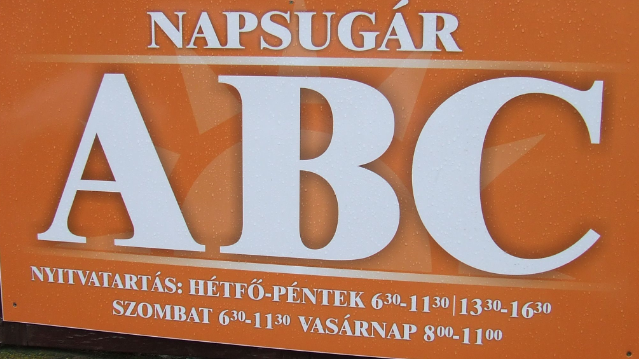 NAPSUGÁR
ABC
NYITVATARTÁS: HÉTFŐ-PÉNTEK 6³⁰-11³⁰|13³⁰-16³⁰
SZOMBAT 6³⁰-11³⁰ VASÁRNAP 8⁰⁰-11⁰⁰